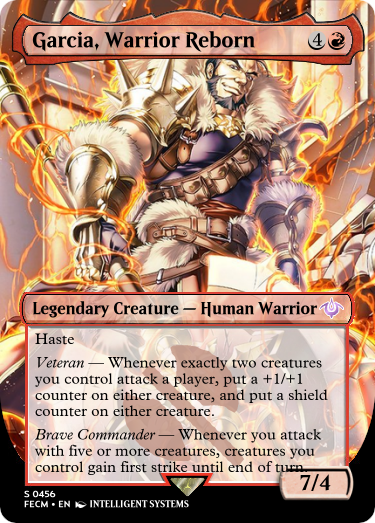 Garcia, Warrior Reborn 4
Legendary Creature — Human Warrior
Haste
Veteran — Whenever exactly two creatures
you control attack a player, put a +1/+1
counter on either creature, and put a shield
counter on either creature.
Brave Commander — Whenever you attack
with five or more creatures, creatures you
control gain first strike until end of turn.
7/4
S 0456
FECM • EN INTELLIGENT SYSTEMS